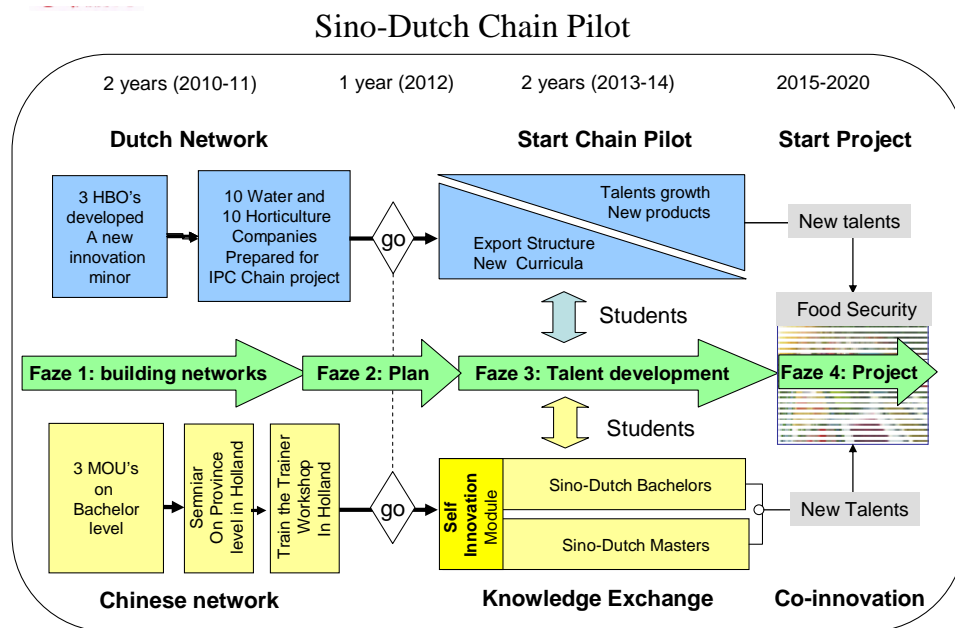 Sino-Dutch Chain Pilot
2 years (2010-11)
1 year (2012)
2 years (2013-14)
2015-2020
Dutch Network
Start Chain Pilot
Start Project
3 HBO's
developed
A new
innovation
minor
10 Water and
10 Horticulture
Companies
Prepared for
IPC Chain project
go
Talents growth
New products
Export Structure
New Curricula
New talents
Food Security
Students
Faze 1: building networks
Faze 2: Plan
Faze 3: Talent development
Faze 4: Project
Students
3 MOU's
on
Bachelor
level
Semniar
On Province
level in Holland
Train the Trainer
Workshop
In Holland
go
Self
Innovation
Module
Sino-Dutch Bachelors
Sino-Dutch Masters
New Talents
Chinese network
Knowledge Exchange
Co-innovation